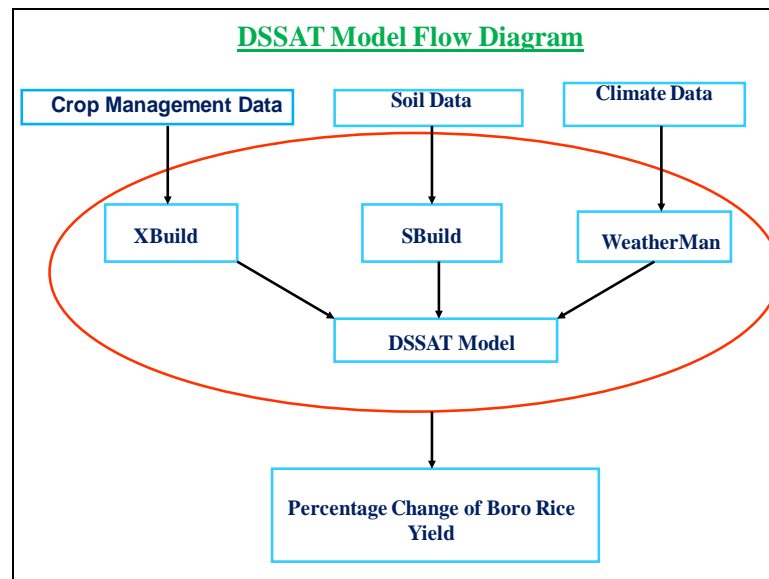 DSSAT Model Flow Diagram
Crop Management Data
Soil Data
Climate Data
XBuild
SBuild
WeatherMan
DSSAT Model
Percentage Change of Boro Rice
Yield